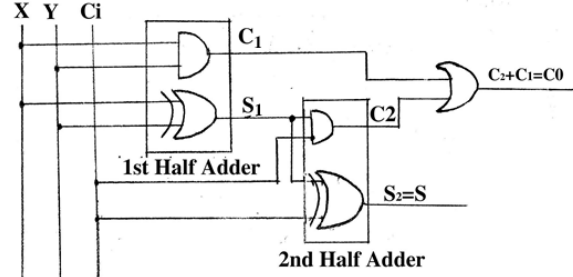 X Y Ci
C1
C2+C1=C0
S1
C2
1st Half Adder
S2=S
2nd Half Adder